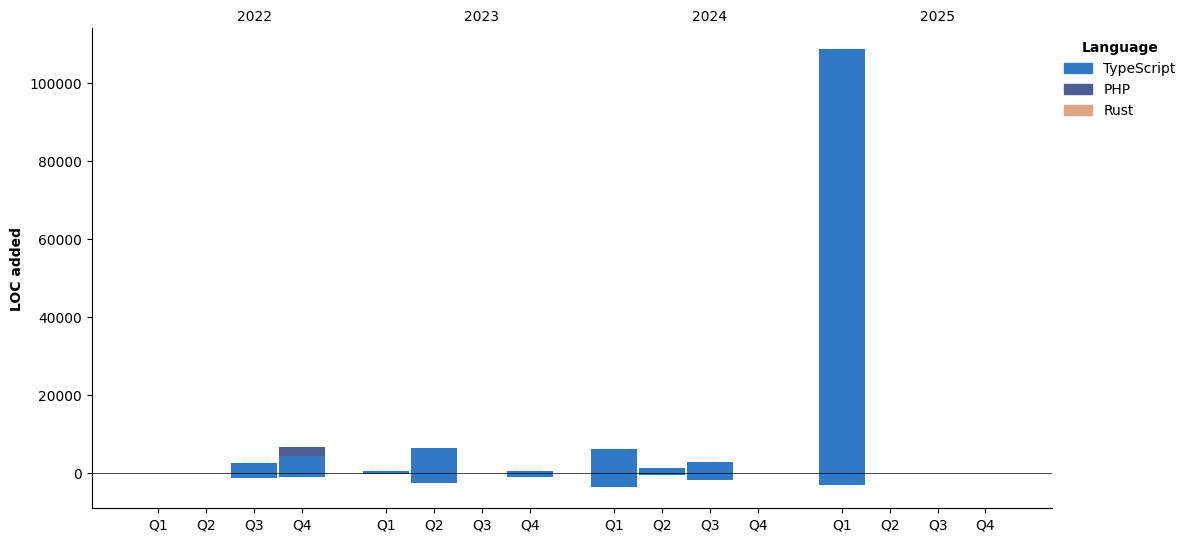 2022 2023 2024 2025
Language
TypeScript
PHP
Rust
LOC added
100000
80000
60000
40000
20000
0
Q1 Q2 Q3 Q4 Q1 Q2 Q3 Q4 Q1 Q2 Q3 Q4 Q1 Q2 Q3 Q4